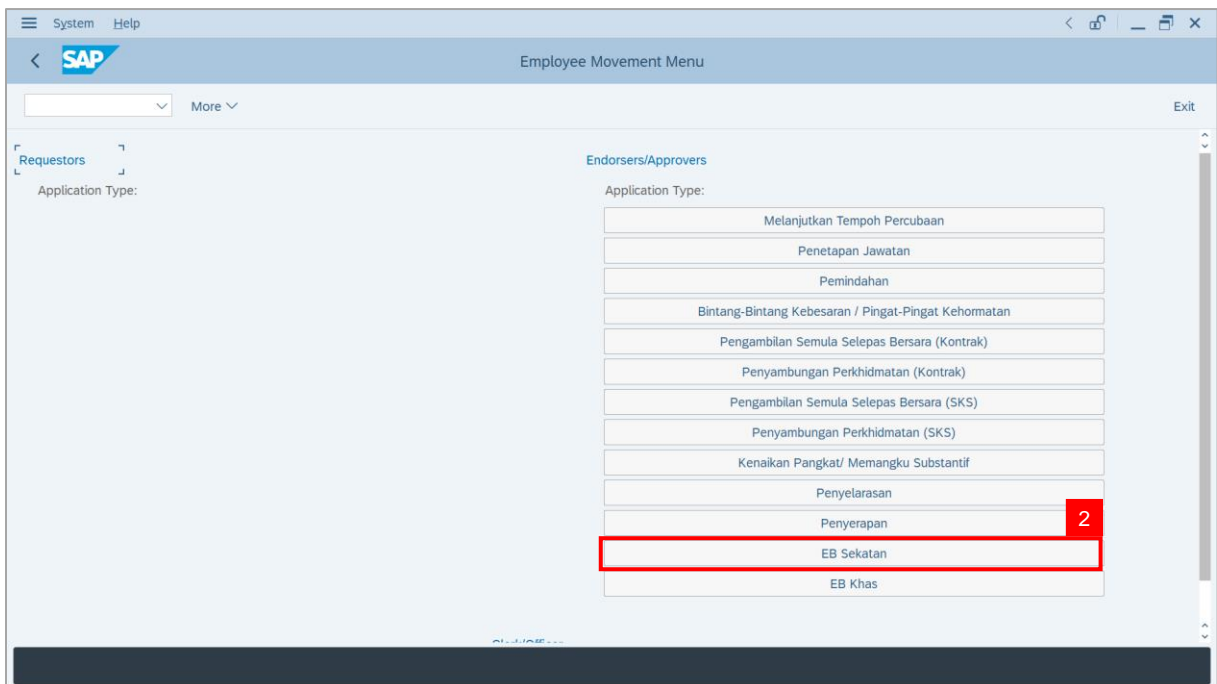 System Help
SAP
Employee Movement Menu
More
Exit
Requestors
Application Type:
Endorsers/Approvers
Application Type:
Melanjutkan Tempoh Percubaan
Penetapan Jawatan
Pemindahan
Bintang-Bintang Kebesaran / Pingat-Pingat Kehormatan
Pengambilan Semula Selepas Bersara (Kontrak)
Penyambungan Perkhidmatan (Kontrak)
Pengambilan Semula Selepas Bersara (SKS)
Penyambungan Perkhidmatan (SKS)
Kenaikan Pangkat/ Memangku Substantif
Penyelarasan
Penyerapan
2
EB Sekatan
EB Khas